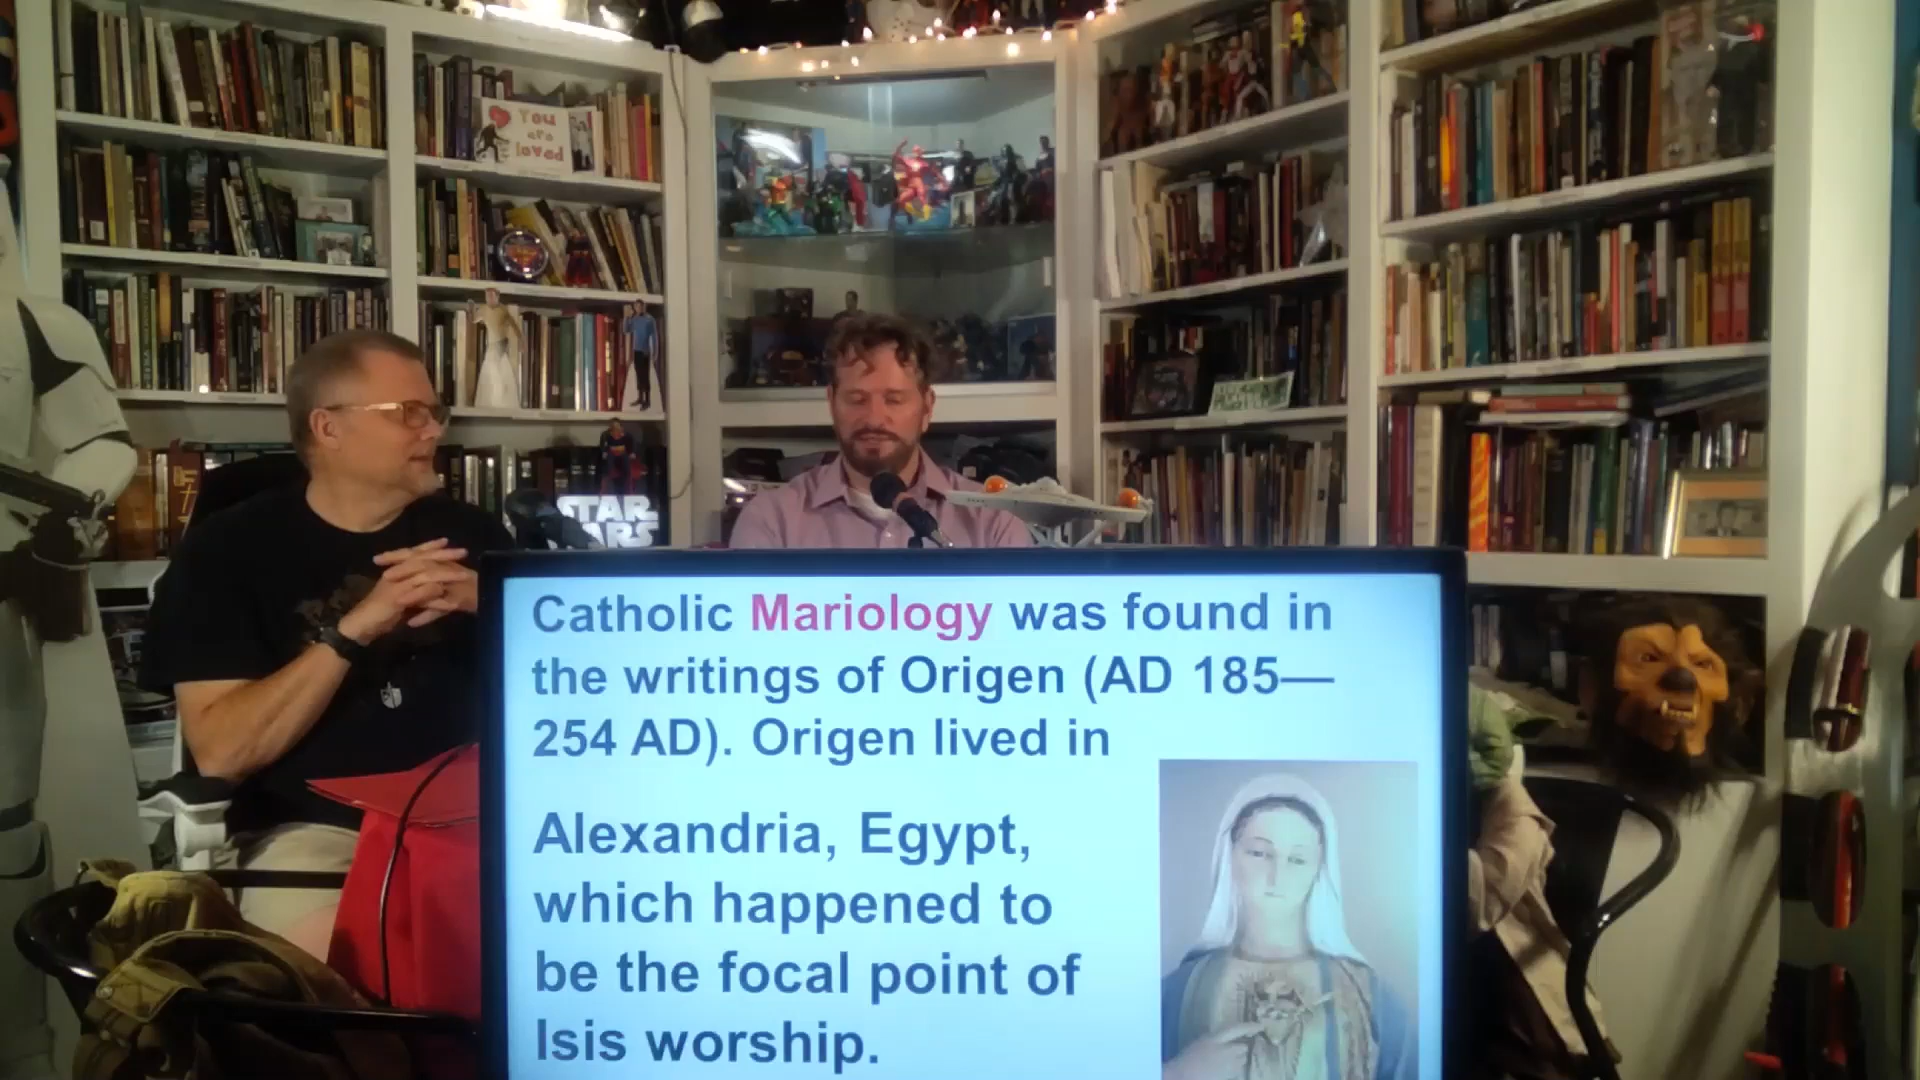 You
are
loved
STAR
WARS
Catholic Mariology was found in
the writings of Origen (AD 185—
254 AD). Origen lived in
Alexandria, Egypt,
which happened to
be the focal point of
Isis worship.